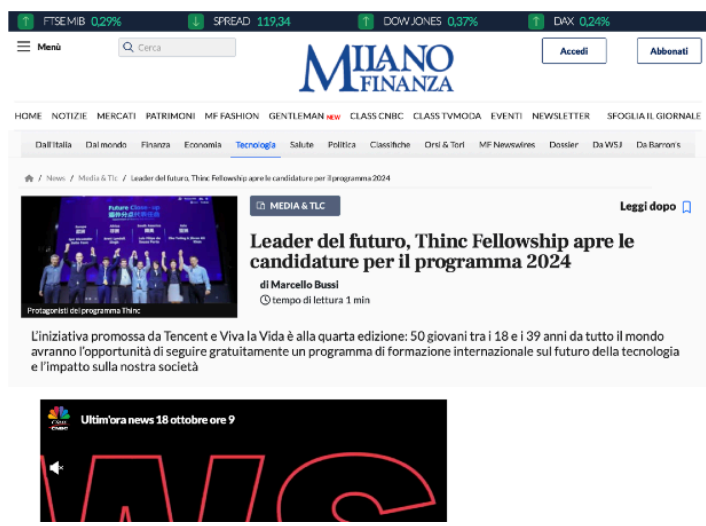 FTSEMIB 0,29% SPREAD 119,34 DOW JONES 0,37% DAX 0,24%
Menù Cerca Accedi Abbonati
MILANO
FINANZA
HOME NOTIZIE MERCATI PATRIMONI MF FASHION GENTLEMAN NEW CLASS CNBC CLASS TVMODA EVENTI NEWSLETTER SFOGLIA IL GIORNALE
Dall'Italia Dal mondo Finanza Economia Tecnologia Salute Politica Classifiche Orsi & Tori MF Newswires Dossier Da WSJ Da Barron's
/ News / Media & Tlc / Leader del futuro, Thinc Fellowship apre le candidature per il programma 2024
Future Close-up
MEDIA & TLC
Leggi dopo
Leader del futuro, Thinc Fellowship apre le
candidature per il programma 2024
di Marcello Bussi
tempo di lettura 1 min
Protagonisti del programma Thinc
L'iniziativa promossa da Tencent e Viva la Vida è alla quarta edizione: 50 giovani tra i 18 e i 39 anni da tutto il mondo
avranno l'opportunità di seguire gratuitamente un programma di formazione internazionale sul futuro della tecnologia
e l'impatto sulla nostra società
CLASS
CNBC
Ultim'ora news 18 ottobre ore 9